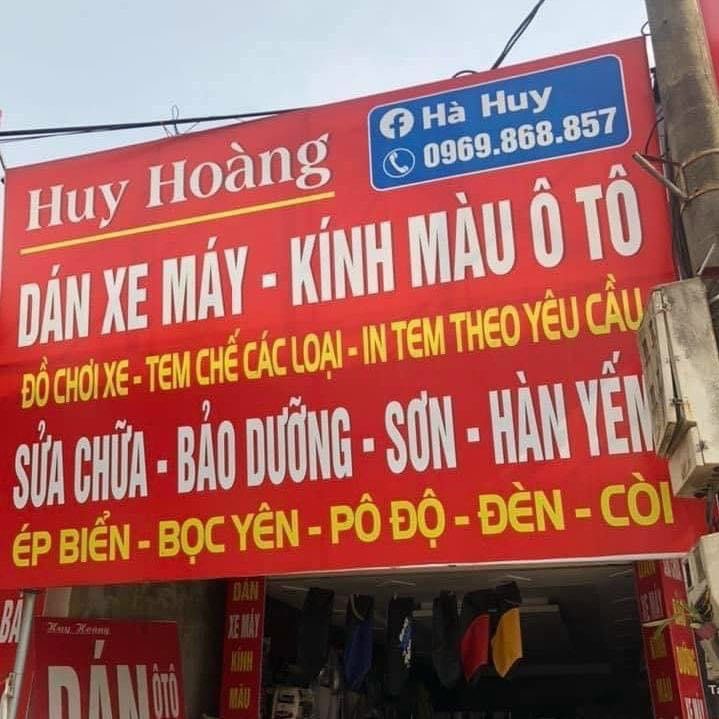 Huy Hoàng
Hà Huy
0969.868.857
DÁN XE MÁY - KÍNH MÀU Ô TÔ
ĐỒ CHƠI XE - TEM CHẾ CÁC LOẠI - IN TEM THEO YÊU CẦU
SỬA CHỮA - BẢO DƯỠNG - SƠN - HÀN YẾM
ÉP BIỂN - BỌC YÊN - PÔ ĐỘ - ĐÈN - CÒI
DÁN
XE MÁY
KÍNH
MÀU
Huy Hoàng
DÁN
ÔTÔ